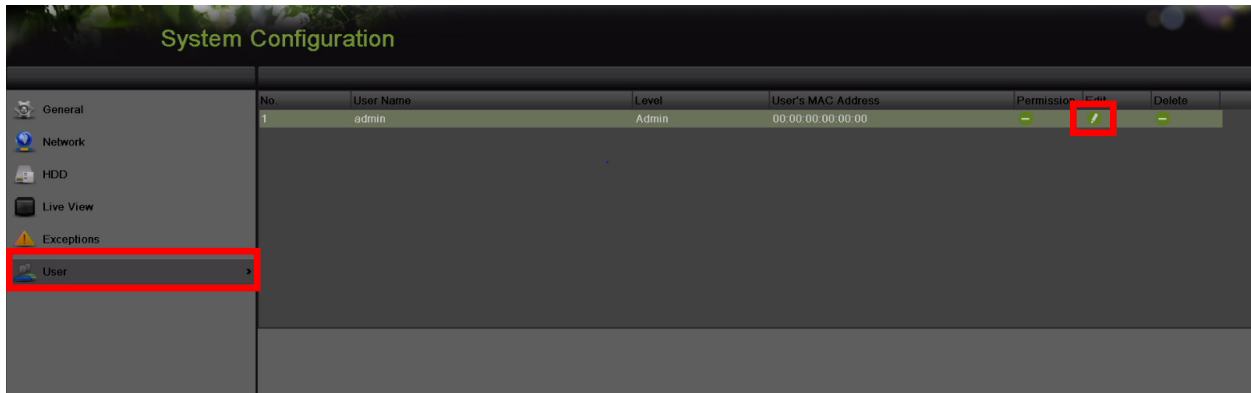 System Configuration
General
Network
HDD
Live View
Exceptions
User
No. User Name Level User's MAC Address Permission Edit Delete
1 admin Admin 00:00:00:00:00:00